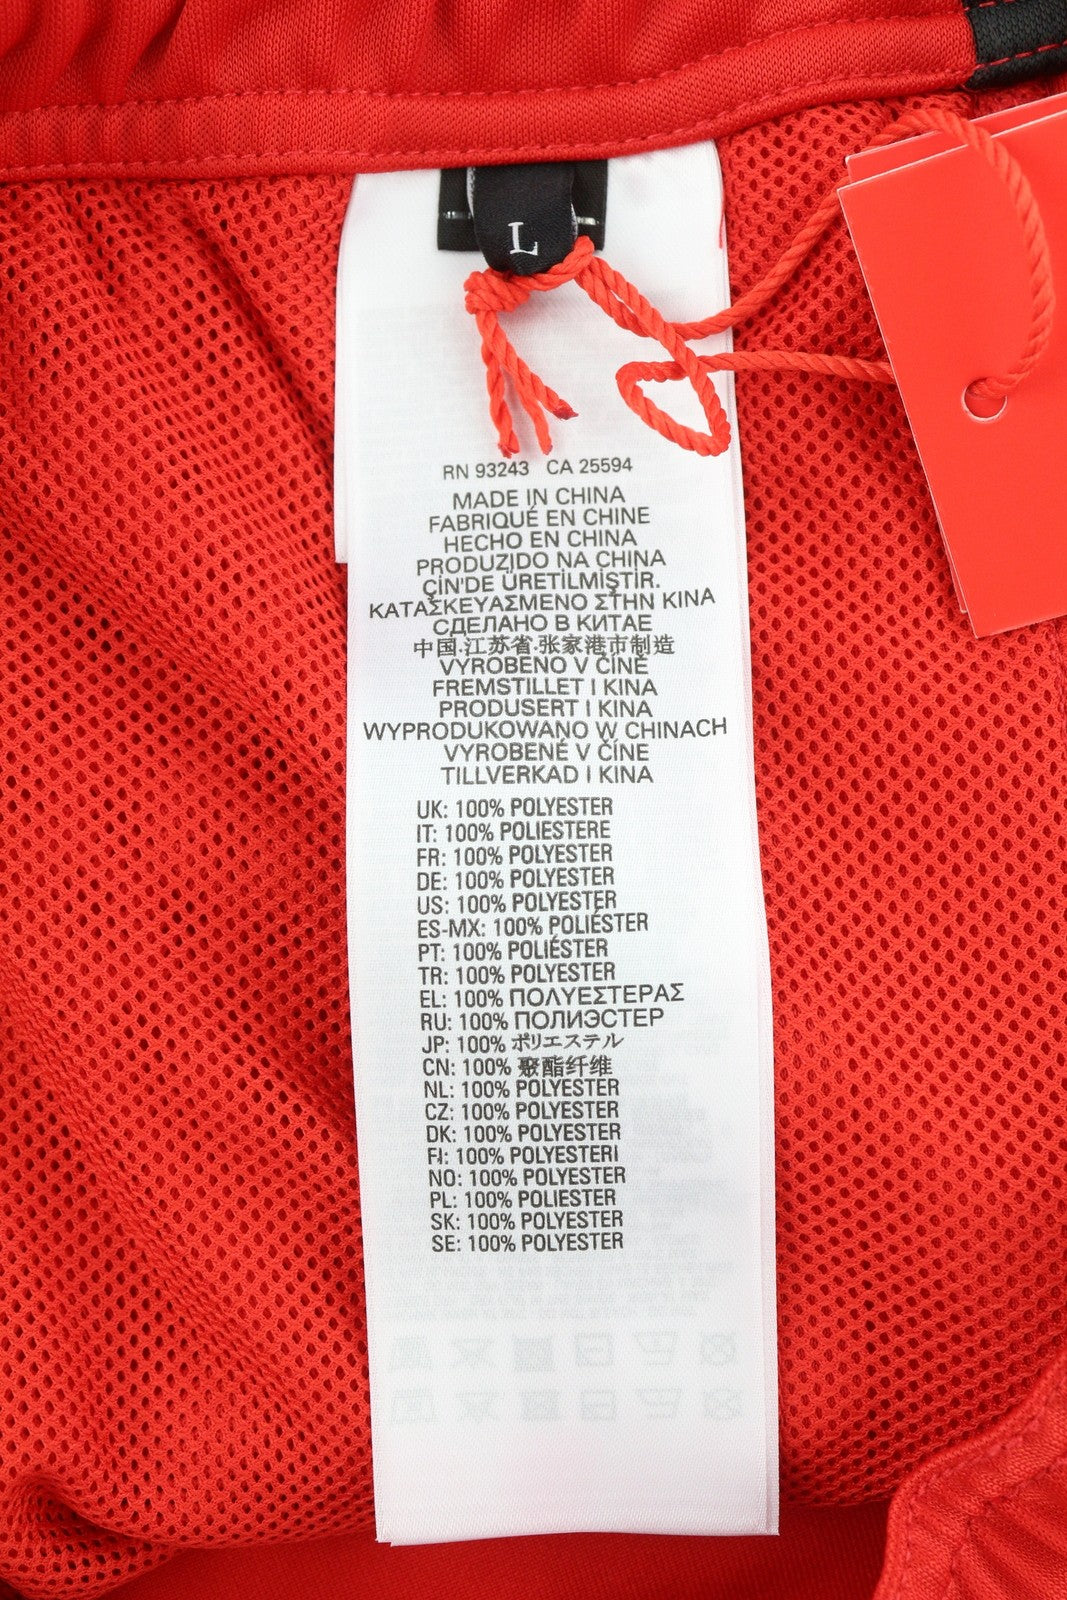 L
RN 93243 CA 25594
MADE IN CHINA
FABRIQUÉ EN CHINE
HECHO EN CHINA
PRODUZIDO NA CHINA
ÇİN'DE ÜRETİLMİŞTİR.
ΚΑΤΑΣΚΕΥΑΣΜΕΝΟ ΣΤΗΝ ΚΙΝΑ
СДЕЛАНО В КИТАЕ
中国.江苏省.张家港市制造
VYROBENO V ČÍNĚ
FREMSTILLET I KINA
PRODUSERT I KINA
WYPRODUKOWANO W CHINACH
VYROBENÉ V ČÍNE
TILLVERKAD I KINA
UK: 100% POLYESTER
IT: 100% POLIESTERE
FR: 100% POLYESTER
DE: 100% POLYESTER
US: 100% POLYESTER
ES-MX: 100% POLIÉSTER
PT: 100% POLIÉSTER
TR: 100% POLYESTER
EL: 100% ΠΟΛΥΕΣΤΕΡΑΣ
RU: 100% ПОЛИЭСТЕР
JP: 100% ポリエステル
CN: 100% 聚酯纤维
NL: 100% POLYESTER
CZ: 100% POLYESTER
DK: 100% POLYESTER
FI: 100% POLYESTERI
NO: 100% POLYESTER
PL: 100% POLIESTER
SK: 100% POLYESTER
SE: 100% POLYESTER